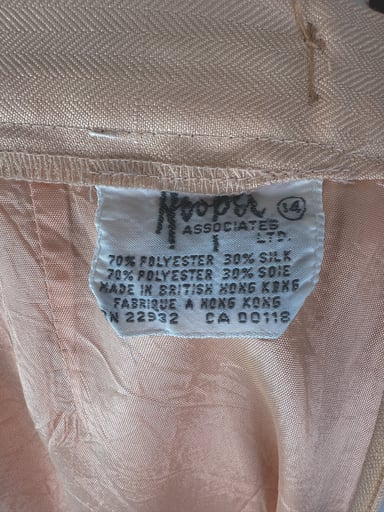 Hooper 14
ASSOCIATES
LTD.
70% POLYESTER 30% SILK
70% POLYESTER 30% SOIE
MADE IN BRITISH HONG KONG
FABRIQUE A HONG KONG
RN 22932 CA 00118